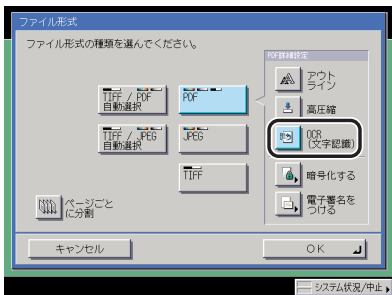 ファイル形式
ファイル形式の種類を選んでください。
PDF詳細設定
TIFF / PDF
自動選択
PDF
アウト
ライン
高圧縮
TIFF / JPEG
自動選択
JPEG
OCR
(文字認識)
TIFF
暗号化する
ページごと
に分割
電子署名を
つける
キャンセル
OK
システム状況/中止